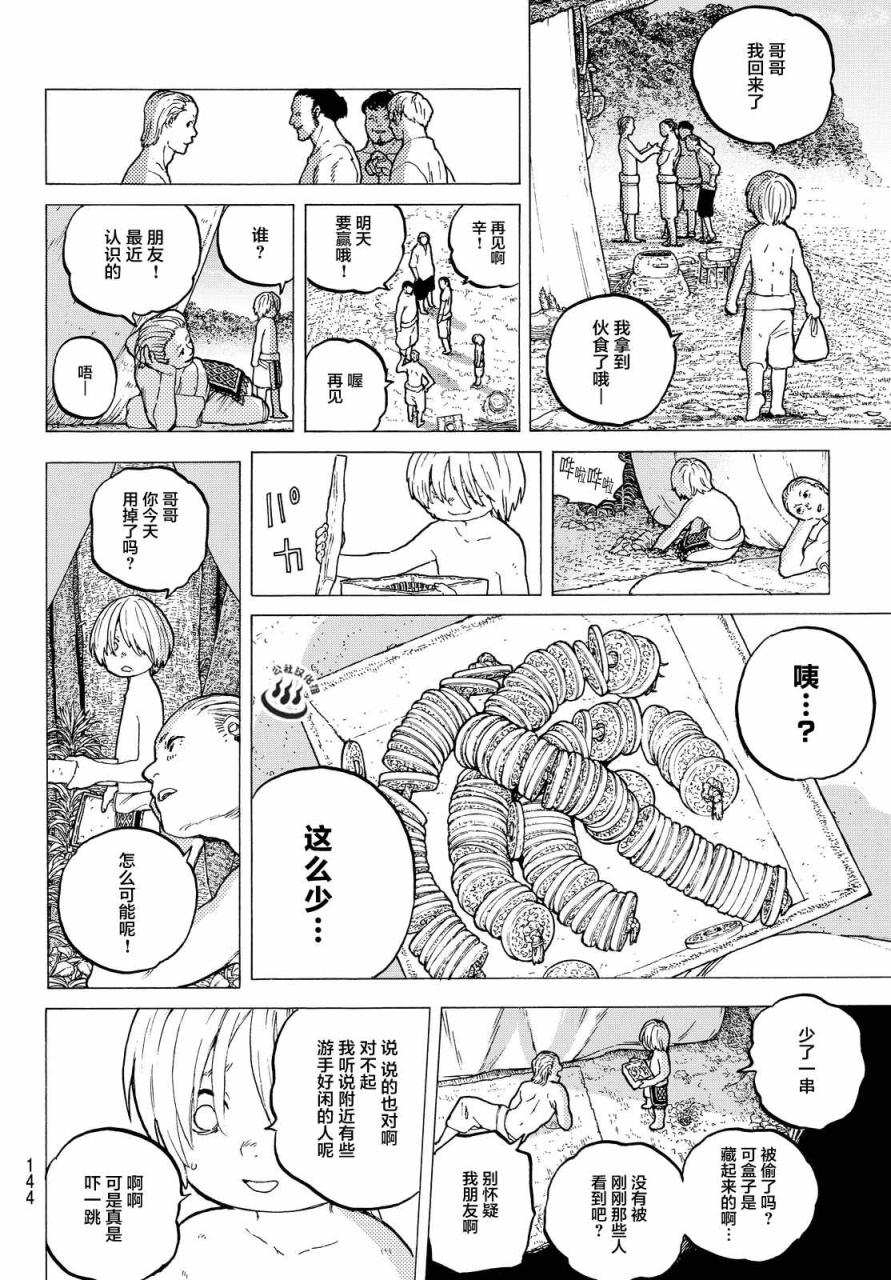 哥哥
我回来了
我拿到
伙食了哦—
再见啊
辛！
明天
要赢哦！
喔
再见
谁？
朋友！
最近
认识的
唔—
哗啦哗啦
カ
哥哥
你今天
用掉了吗？
怎么可能呢！
咦…？
这么少…
公社汉化组
少了一串
被偷了吗？
可盒子是
藏起来的啊…
没有被
刚刚那些人
看到吧？
别怀疑
我朋友啊
说 说的也对啊
对不起
我听说附近有些
游手好闲的人呢
啊啊
可是真是
吓一跳
144